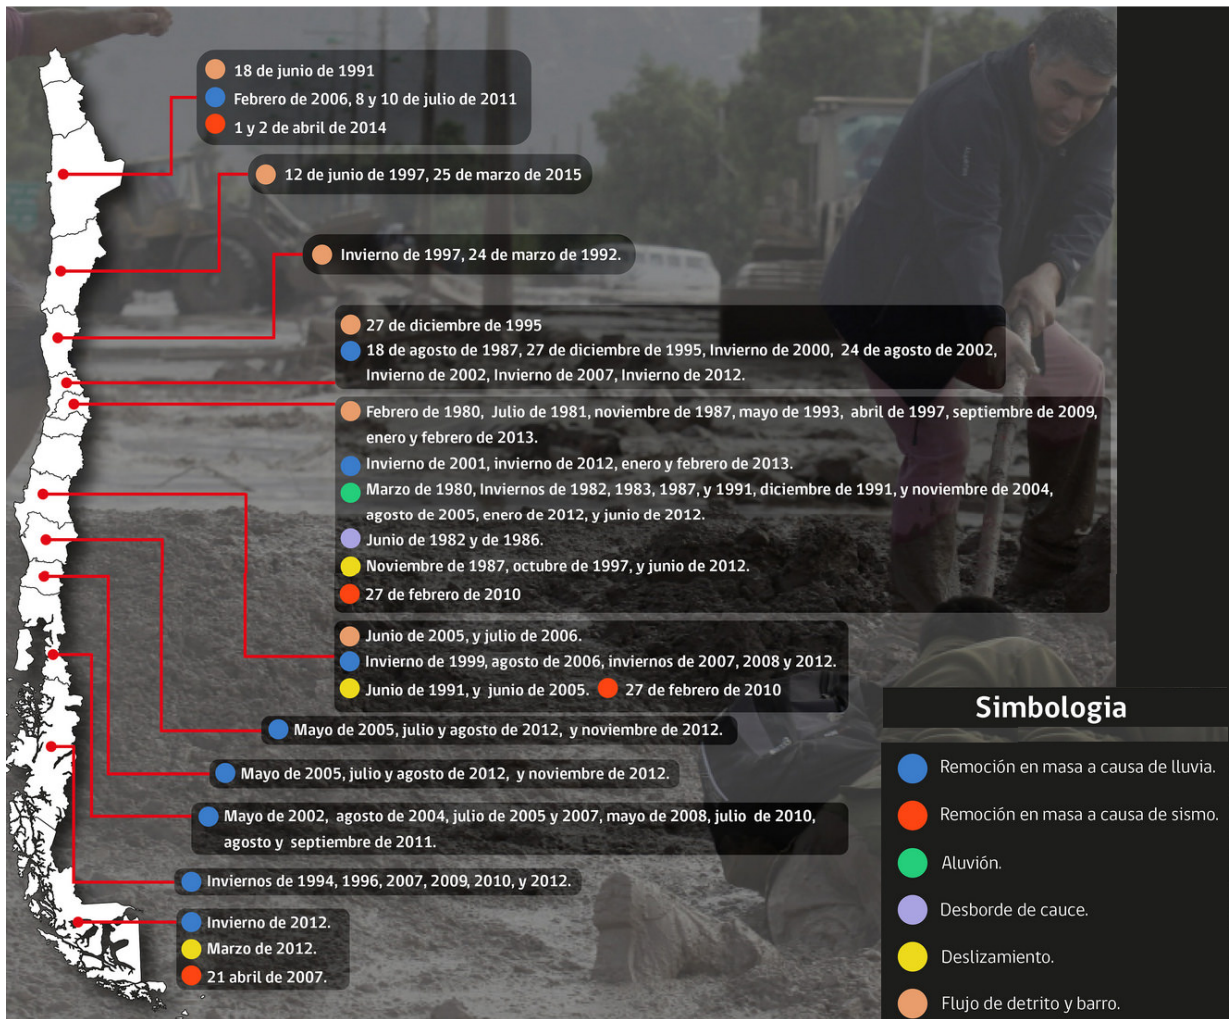 18 de junio de 1991
Febrero de 2006, 8 y 10 de julio de 2011
1 y 2 de abril de 2014
12 de junio de 1997, 25 de marzo de 2015
Invierno de 1997, 24 de marzo de 1992.
27 de diciembre de 1995
18 de agosto de 1987, 27 de diciembre de 1995, Invierno de 2000, 24 de agosto de 2002,
Invierno de 2002, Invierno de 2007, Invierno de 2012.
Febrero de 1980, Julio de 1981, noviembre de 1987, mayo de 1993, abril de 1997, septiembre de 2009,
enero y febrero de 2013.
Invierno de 2001, invierno de 2012, enero y febrero de 2013.
Marzo de 1980, Inviernos de 1982, 1983, 1987, y 1991, diciembre de 1991, y noviembre de 2004,
agosto de 2005, enero de 2012, y junio de 2012.
Junio de 1982 y de 1986.
Noviembre de 1987, octubre de 1997, y junio de 2012.
27 de febrero de 2010
Junio de 2005, y julio de 2006.
Invierno de 1999, agosto de 2006, inviernos de 2007, 2008 y 2012.
Junio de 1991, y junio de 2005. 27 de febrero de 2010
Mayo de 2005, julio y agosto de 2012, y noviembre de 2012.
Mayo de 2005, julio y agosto de 2012, y noviembre de 2012.
Mayo de 2002, agosto de 2004, julio de 2005 y 2007, mayo de 2008, julio de 2010,
agosto y septiembre de 2011.
Inviernos de 1994, 1996, 2007, 2009, 2010, y 2012.
Invierno de 2012.
Marzo de 2012.
21 abril de 2007.
Simbologia
Remoción en masa a causa de lluvia.
Remoción en masa a causa de sismo.
Aluvión.
Desborde de cauce.
Deslizamiento.
Flujo de detrito y barro.